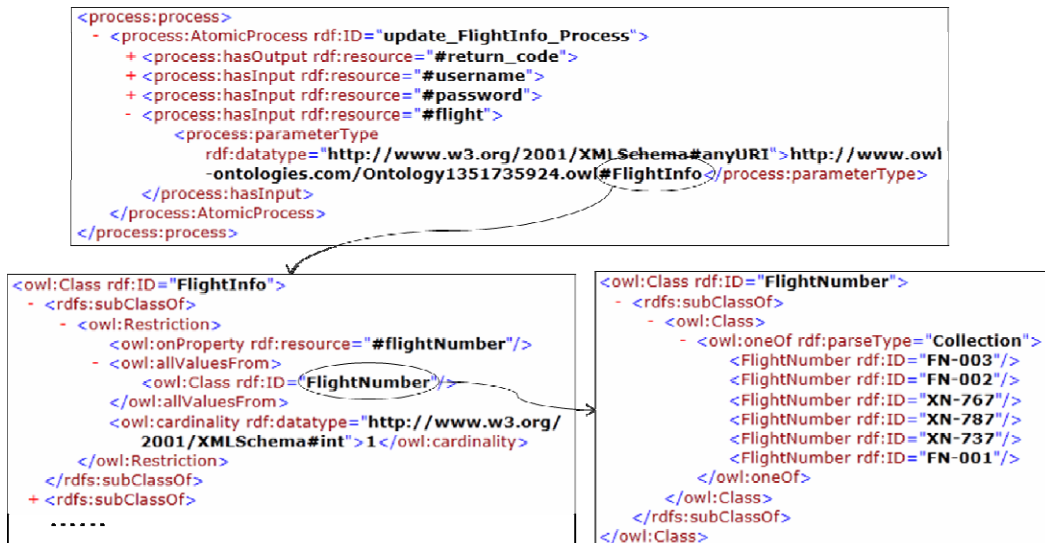 <process:process>
- <process:AtomicProcess rdf:ID="update_FlightInfo_Process">
+ <process:hasOutput rdf:resource="#return_code">
+ <process:hasInput rdf:resource="#username">
+ <process:hasInput rdf:resource="#password">
- <process:hasInput rdf:resource="#flight">
<process:parameterType
rdf:datatype="http://www.w3.org/2001/XMLSchema#anyURI">http://www.owl
-ontologies.com/Ontology1351735924.owl#FlightInfo</process:parameterType>
</process:hasInput>
</process:AtomicProcess>
</process:process>
<owl:Class rdf:ID="FlightInfo">
- <rdfs:subClassOf>
- <owl:Restriction>
<owl:onProperty rdf:resource="#flightNumber"/>
- <owl:allValuesFrom>
<owl:Class rdf:ID="FlightNumber"/>
</owl:allValuesFrom>
<owl:cardinality rdf:datatype="http://www.w3.org/
2001/XMLSchema#int">1</owl:cardinality>
</owl:Restriction>
</rdfs:subClassOf>
+ <rdfs:subClassOf>
......
<owl:Class rdf:ID="FlightNumber">
- <rdfs:subClassOf>
- <owl:Class>
- <owl:oneOf rdf:parseType="Collection">
<FlightNumber rdf:ID="FN-003"/>
<FlightNumber rdf:ID="FN-002"/>
<FlightNumber rdf:ID="XN-767"/>
<FlightNumber rdf:ID="XN-787"/>
<FlightNumber rdf:ID="XN-737"/>
<FlightNumber rdf:ID="FN-001"/>
</owl:oneOf>
</owl:Class>
</rdfs:subClassOf>
</owl:Class>